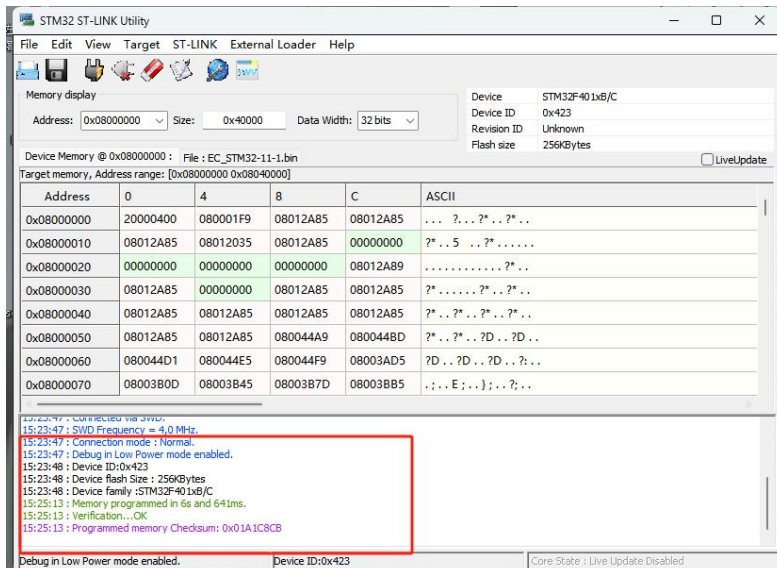 STM32 ST-LINK Utility
File Edit View Target ST-LINK External Loader Help
Memory display
Address: 0x08000000 Size: 0x40000 Data Width: 32 bits
Device STM32F401xB/C
Device ID 0x423
Revision ID Unknown
Flash size 256KBytes
LiveUpdate
Device Memory @ 0x08000000 : File : EC_STM32-11-1.bin
Target memory, Address range: [0x08000000 0x08040000]
Address 0 4 8 C ASCII
0x08000000 20000400 080001F9 08012A85 08012A85 ... ?...?*..?*..
0x08000010 08012A85 08012035 08012A85 00000000 ?*..5 ..?*......
0x08000020 00000000 00000000 00000000 08012A89 ............?*..
0x08000030 08012A85 00000000 08012A85 08012A85 ?*......?*..?*..
0x08000040 08012A85 08012A85 08012A85 08012A85 ?*..?*..?*..?*..
0x08000050 08012A85 08012A85 080044A9 080044BD ?*..?*..?D..?D..
0x08000060 080044D1 080044E5 080044F9 08003AD5 ?D..?D..?D..?:..
0x08000070 08003B0D 08003B45 08003B7D 08003BB5 .;..E;..};..?;..
15:23:47 : Connected via SWD.
15:23:47 : SWD Frequency = 4,0 MHz.
15:23:47 : Connection mode : Normal.
15:23:47 : Debug in Low Power mode enabled.
15:23:48 : Device ID:0x423
15:23:48 : Device flash Size : 256KBytes
15:23:48 : Device family :STM32F401xB/C
15:25:13 : Memory programmed in 6s and 641ms.
15:25:13 : Verification...OK
15:25:13 : Programmed memory Checksum: 0x01A1C8CB
Debug in Low Power mode enabled. Device ID:0x423 Core State : Live Update Disabled